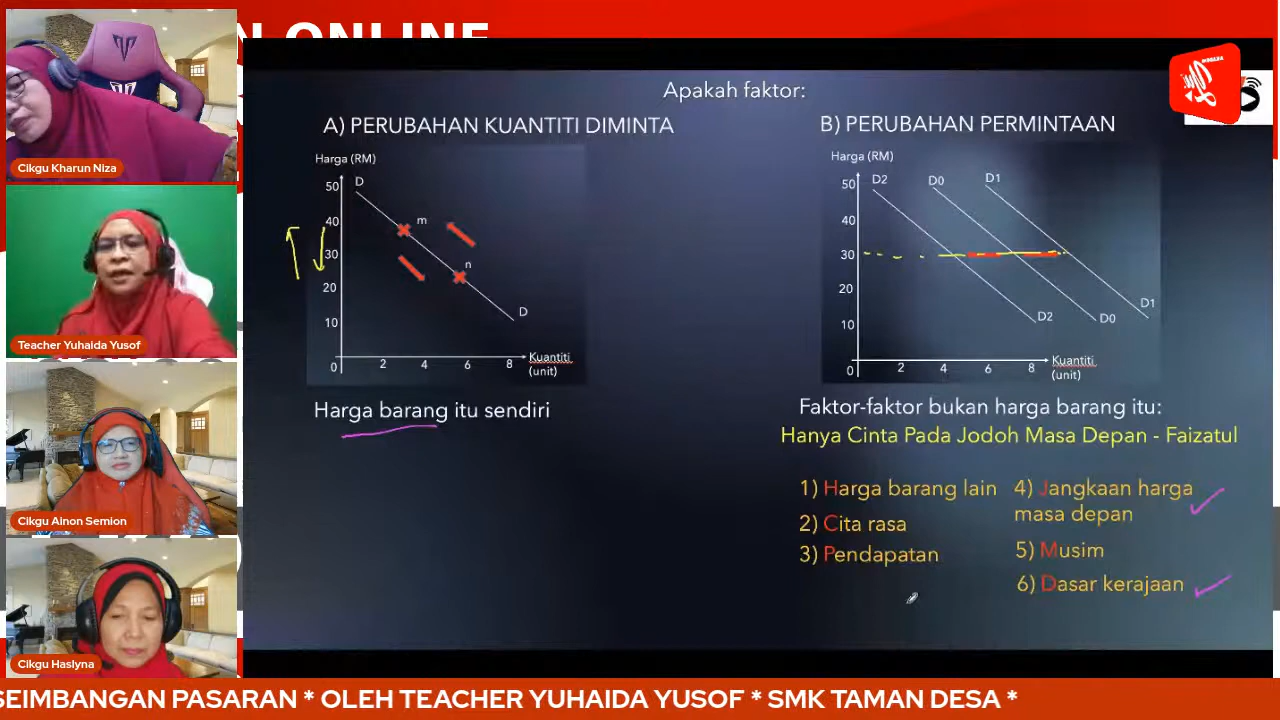 N ONLINE
Cikgu Kharun Niza
Teacher Yuhaida Yusof
Cikgu Ainon Semion
Cikgu Haslyna
Apakah faktor:
A) PERUBAHAN KUANTITI DIMINTA
Harga (RM)
50
40
30
20
10
0
2
4
6
8
Kuantiti
(unit)
D
m
n
D
Harga barang itu sendiri
B) PERUBAHAN PERMINTAAN
Harga (RM)
50
40
30
20
10
0
2
4
6
8
Kuantiti
(unit)
D2
D0
D1
D2
D0
D1
Faktor-faktor bukan harga barang itu:
Hanya Cinta Pada Jodoh Masa Depan - Faizatul
1) Harga barang lain
2) Cita rasa
3) Pendapatan
4) Jangkaan harga
masa depan
5) Musim
6) Dasar kerajaan
SEIMBANGAN PASARAN * OLEH TEACHER YUHAIDA YUSOF * SMK TAMAN DESA *